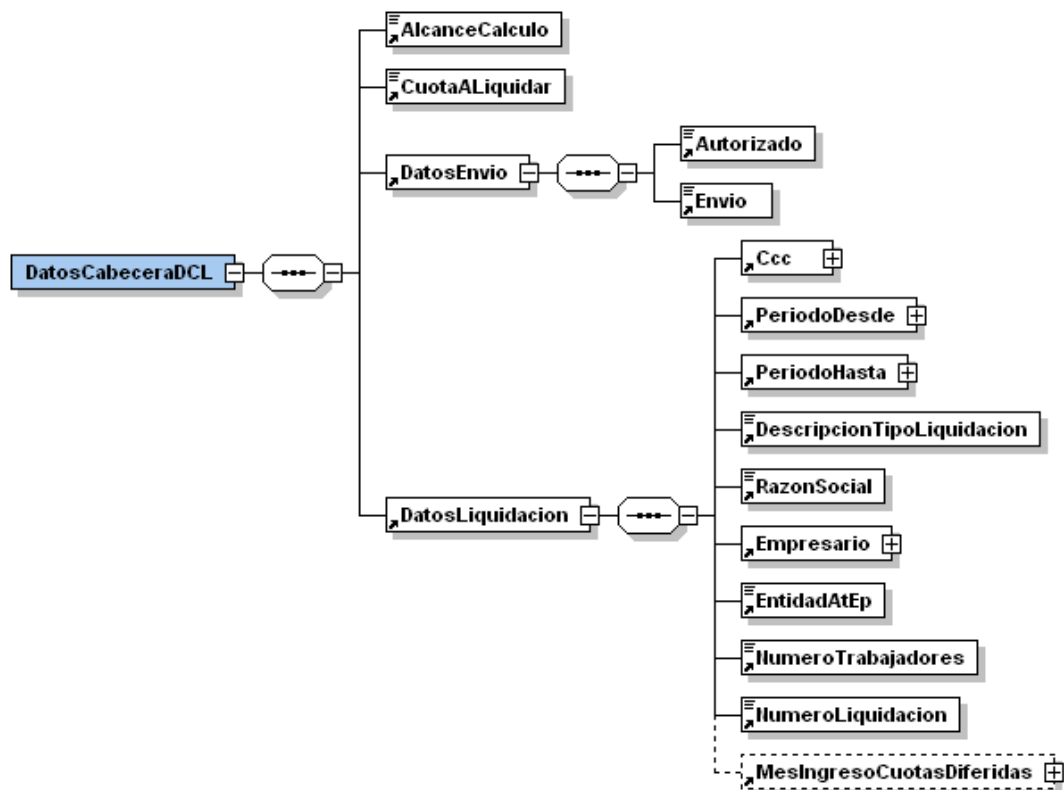 AlcanceCalculo
CuotaALiquidar
DatosEnvio
Autorizado
Envio
DatosCabeceraDCL
DatosLiquidacion
Ccc
PeriodoDesde
PeriodoHasta
DescripcionTipoLiquidacion
RazonSocial
Empresario
EntidadAtEp
NumeroTrabajadores
NumeroLiquidacion
MesIngresoCuotasDiferidas